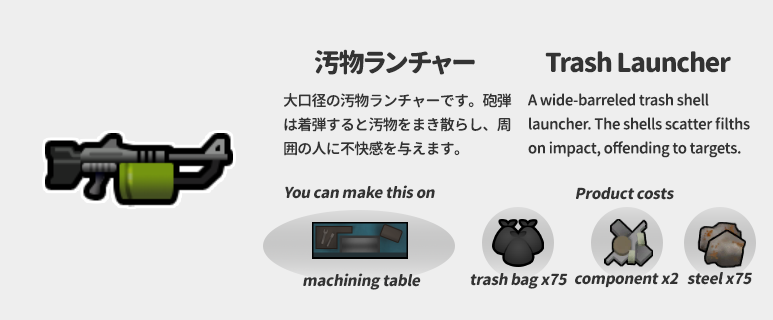 汚物ランチャー
大口径の汚物ランチャーです。砲弾
は着弾すると汚物をまき散らし、周
囲の人に不快感を与えます。
Trash Launcher
A wide-barreled trash shell
launcher. The shells scatter filths
on impact, offending to targets.
You can make this on
machining table
Product costs
trash bag x75
component x2
steel x75